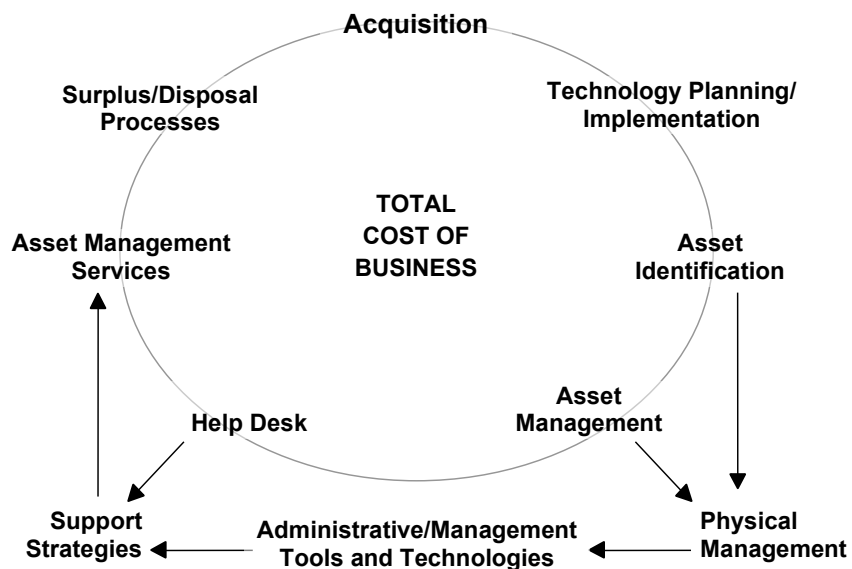 Acquisition
Surplus/Disposal
Processes
Technology Planning/
Implementation
TOTAL
COST OF
BUSINESS
Asset Management
Services
Asset
Identification
Help Desk
Asset
Management
Support
Strategies
Administrative/Management
Tools and Technologies
Physical
Management